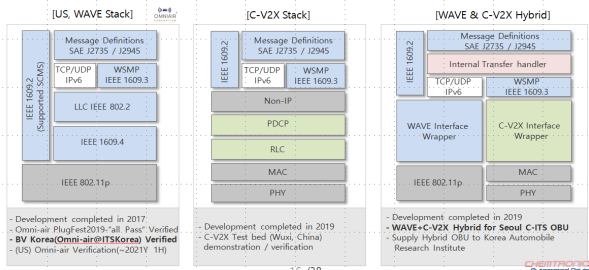 [US, WAVE Stack]
OMNIAIR
IEEE 1609.2
(Supported SCMS)
Message Definitions
SAE J2735 / J2945
TCP/UDP
IPv6
WSMP
IEEE 1609.3
LLC IEEE 802.2
IEEE 1609.4
IEEE 802.11p
- Development completed in 2017
- Omni-air PlugFest2019-"all Pass" Verified
- BV Korea(Omni-air@ITSKorea) Verified
- (US) Omni-air Verification(~2021Y 1H)
[C-V2X Stack]
IEEE 1609.2
Message Definitions
SAE J2735 / J2945
TCP/UDP
IPv6
WSMP
IEEE 1609.3
Non-IP
PDCP
RLC
MAC
PHY
- Development completed in 2019
- C-V2X Test bed (Wuxi, China)
demonstration / verification
[WAVE & C-V2X Hybrid]
IEEE 1609.2
Message Definitions
SAE J2735 / J2945
Internal Transfer handler
TCP/UDP
IPv6
WSMP
IEEE 1609.3
WAVE Interface
Wrapper
C-V2X Interface
Wrapper
IEEE 802.11p
MAC
PHY
- Development completed in 2019
- WAVE+C-V2X Hybrid for Seoul C-ITS OBU
- Supply Hybrid OBU to Korea Automobile
Research Institute
CHEMTRONICS